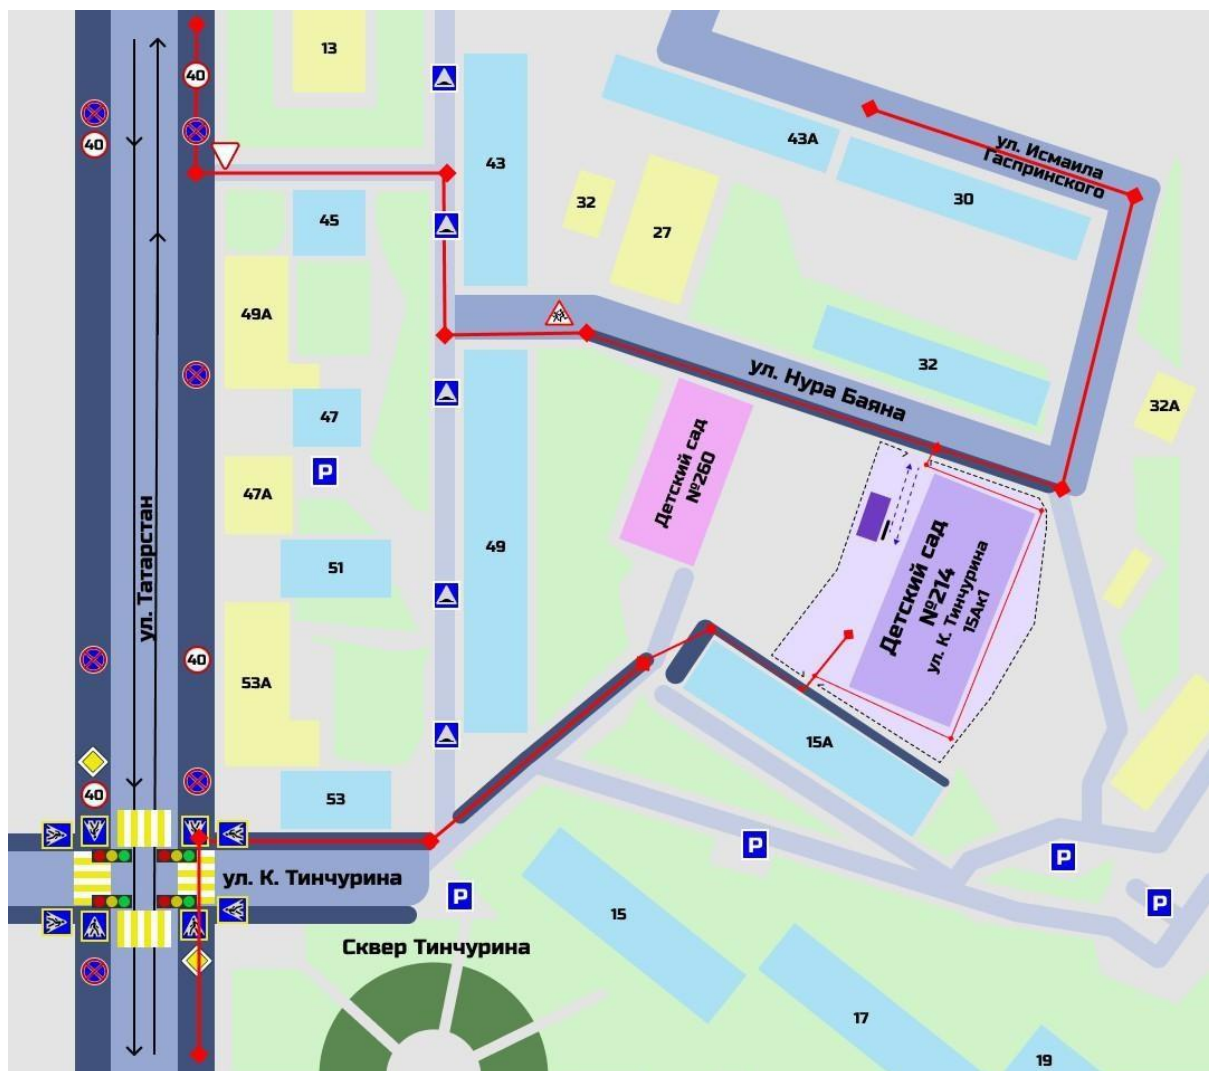 13
40
40
43
43А
ул. Исмаила
Гаспринского
30
32
27
45
49А
ул. Нура Баяна
32
32А
47
P
47А
Детский сад
№260
ул. Татарстан
49
51
Детский сад
№214
ул. К. Тинчурина
15Ак1
40
53А
15А
40
53
P
P
P
P
ул. К. Тинчурина
15
Сквер Тинчурина
17
19